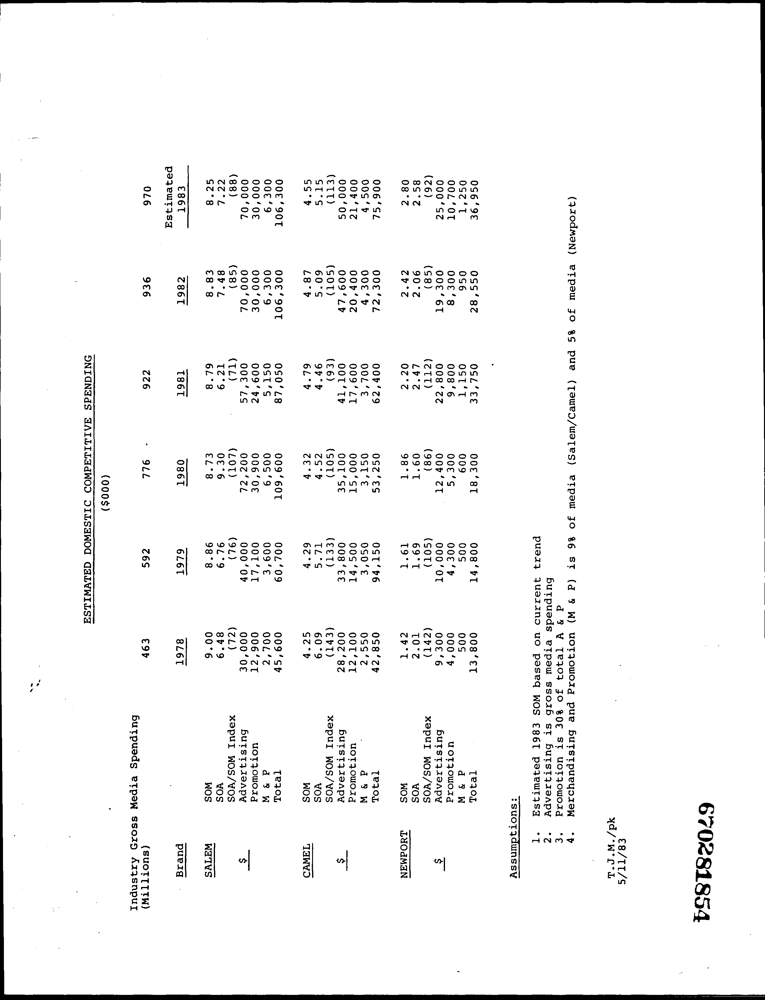 ESTIMATED DOMESTIC COMPETITIVE SPENDING
($000)
Industry Gross Media Spending 463 592 776 922 936 970
(Millions)
Estimated
Brand 1978 1979 1980 1981 1982 1983
SALEM SOM 9.00 8.86 8.73 8.79 8.83 8.25
SOA 6.48 6.76 9.30 6.21 7.48 7.22
SOA/SOM Index (72) (76) (107) (71) (85) (88)
$ Advertising 30,000 40,000 72,200 57,300 70,000 70,000
Promotion 12,900 17,100 30,900 24,600 30,000 30,000
M & P 2,700 3,600 6,500 5,150 6,300 6,300
Total 45,600 60,700 109,600 87,050 106,300 106,300
CAMEL SOM 4.25 4.29 4.32 4.79 4.87 4.55
SOA 6.09 5.71 4.52 4.46 5.09 5.15
SOA/SOM Index (143) (133) (105) (93) (105) (113)
$ Advertising 28,200 33,800 35,100 41,100 47,600 50,000
Promotion 12,100 14,500 15,000 17,600 20,400 21,400
M & P 2,550 3,050 3,150 3,700 4,300 4,500
Total 42,850 94,150 53,250 62,400 72,300 75,900
NEWPORT SOM 1.42 1.61 1.86 2.20 2.42 2.80
SOA 2.01 1.69 1.60 2.47 2.06 2.58
SOA/SOM Index (142) (105) (86) (112) (85) (92)
$ Advertising 9,300 10,000 12,400 22,800 19,300 25,000
Promotion 4,000 4,300 5,300 9,800 8,300 10,700
M & P 500 500 600 1,150 950 1,250
Total 13,800 14,800 18,300 33,750 28,550 36,950
Assumptions:
1. Estimated 1983 SOM based on current trend
2. Advertising is gross media spending
3. Promotion is 30% of total A & P
4. Merchandising and Promotion (M & P) is 9% of media (Salem/Camel) and 5% of media (Newport)
T.J.M./pk
5/11/83
670281854